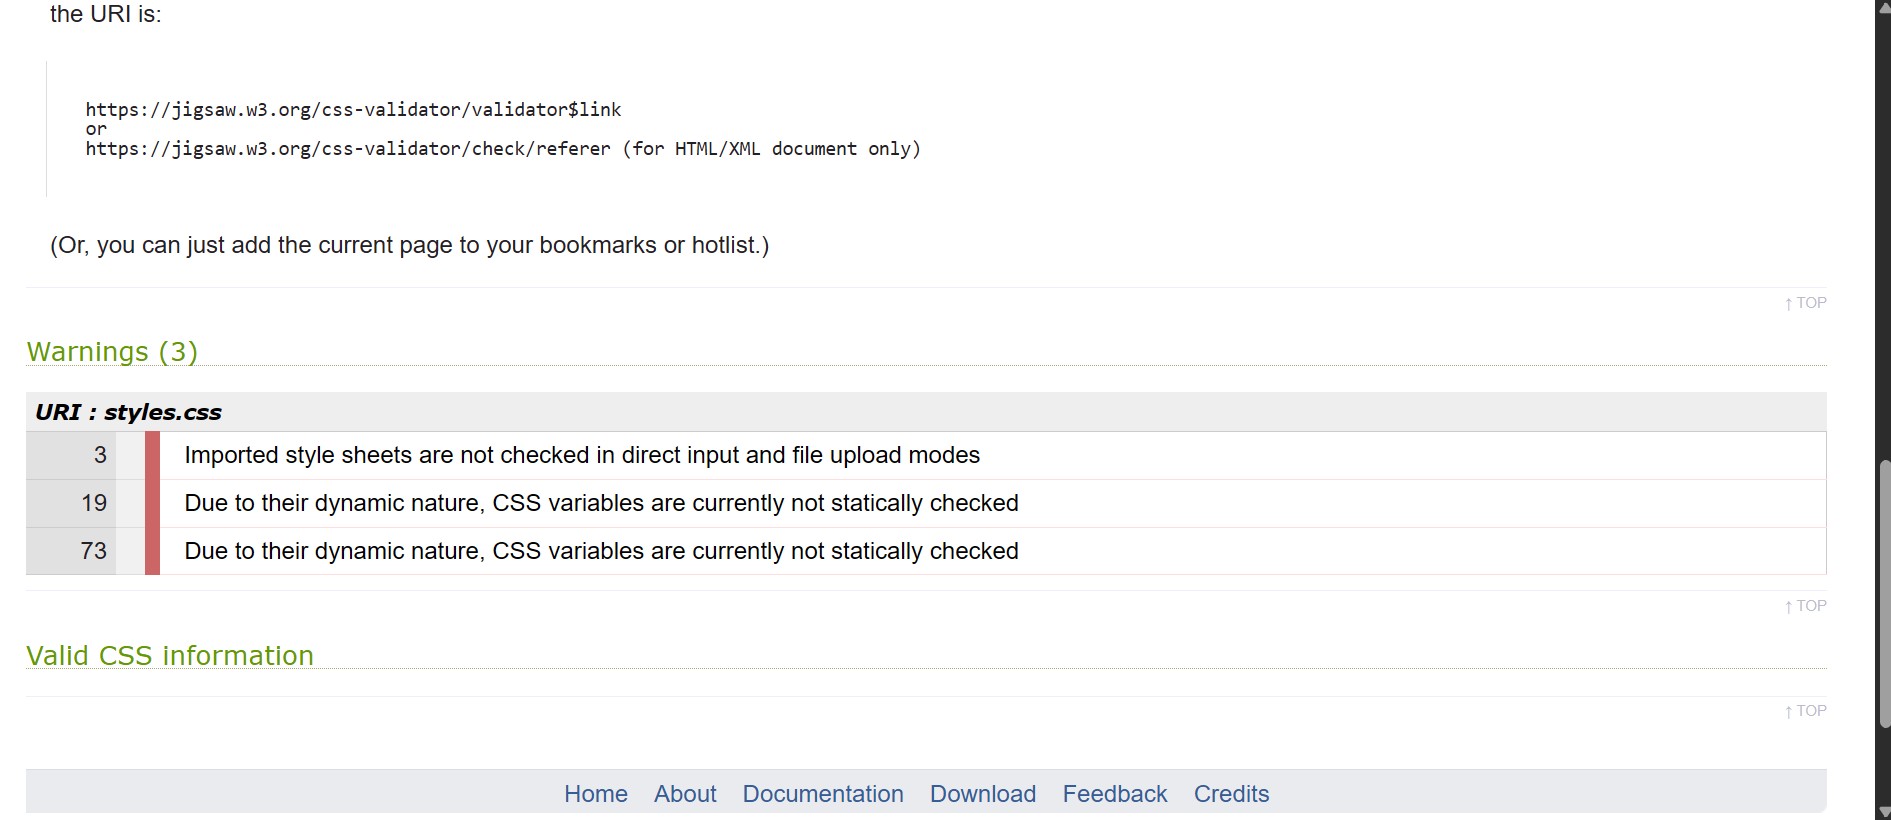 the URI is:
https://jigsaw.w3.org/css-validator/validator$link
or
https://jigsaw.w3.org/css-validator/check/referer (for HTML/XML document only)
(Or, you can just add the current page to your bookmarks or hotlist.)
↑ TOP
Warnings (3)
URI : styles.css
3 Imported style sheets are not checked in direct input and file upload modes
19 Due to their dynamic nature, CSS variables are currently not statically checked
73 Due to their dynamic nature, CSS variables are currently not statically checked
↑ TOP
Valid CSS information
↑ TOP
Home About Documentation Download Feedback Credits